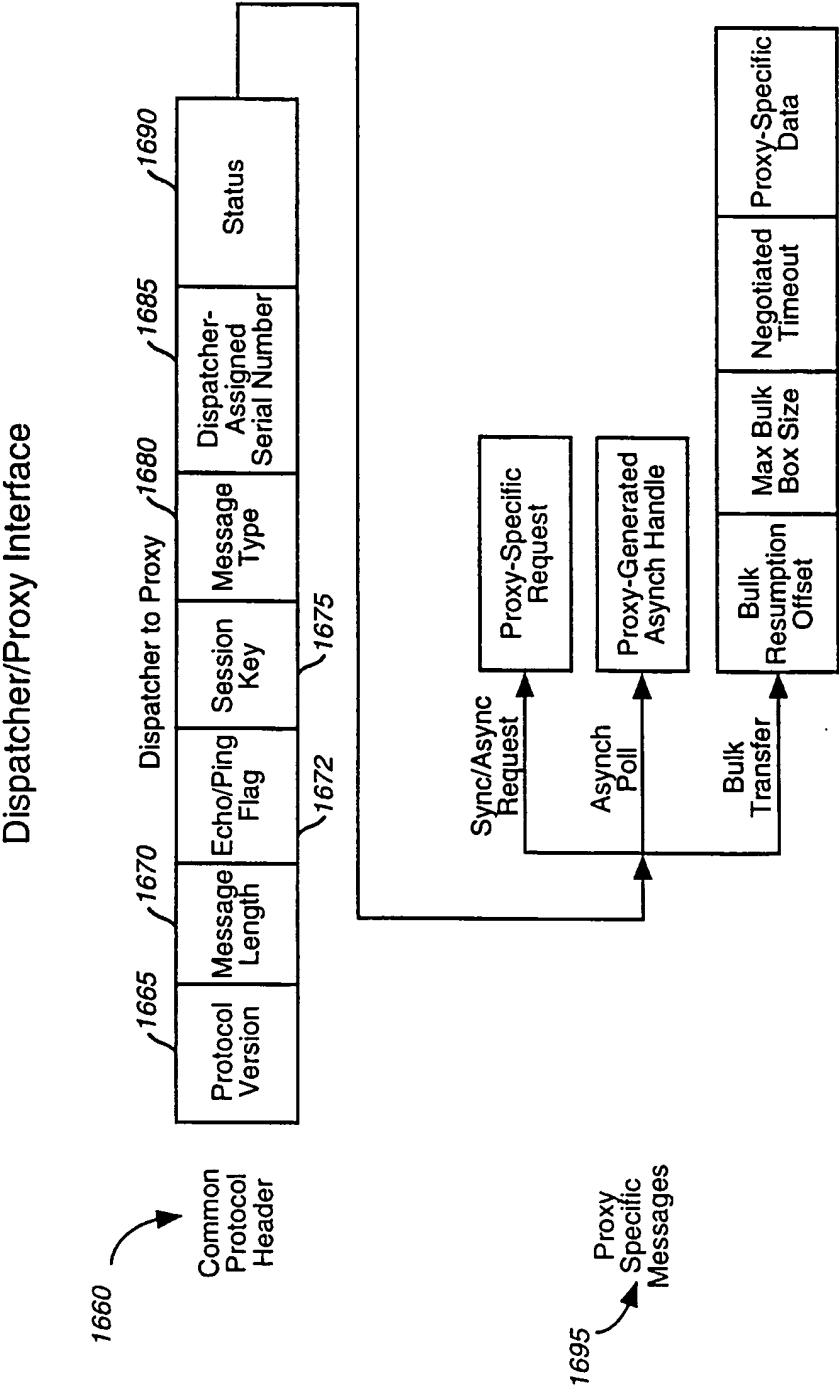 Dispatcher/Proxy Interface
Dispatcher to Proxy
1660
Common
Protocol
Header
1665
1670
1680
1685
1690
Protocol
Version
Message
Length
Echo/Ping
Flag
Session
Key
Message
Type
Dispatcher-
Assigned
Serial Number
Status
1672
1675
1695
Proxy
Specific
Messages
Sync/Async
Request
Proxy-Specific
Request
Asynch
Poll
Proxy-Generated
Asynch Handle
Bulk
Transfer
Bulk
Resumption
Offset
Max Bulk
Box Size
Negotiated
Timeout
Proxy-Specific
Data